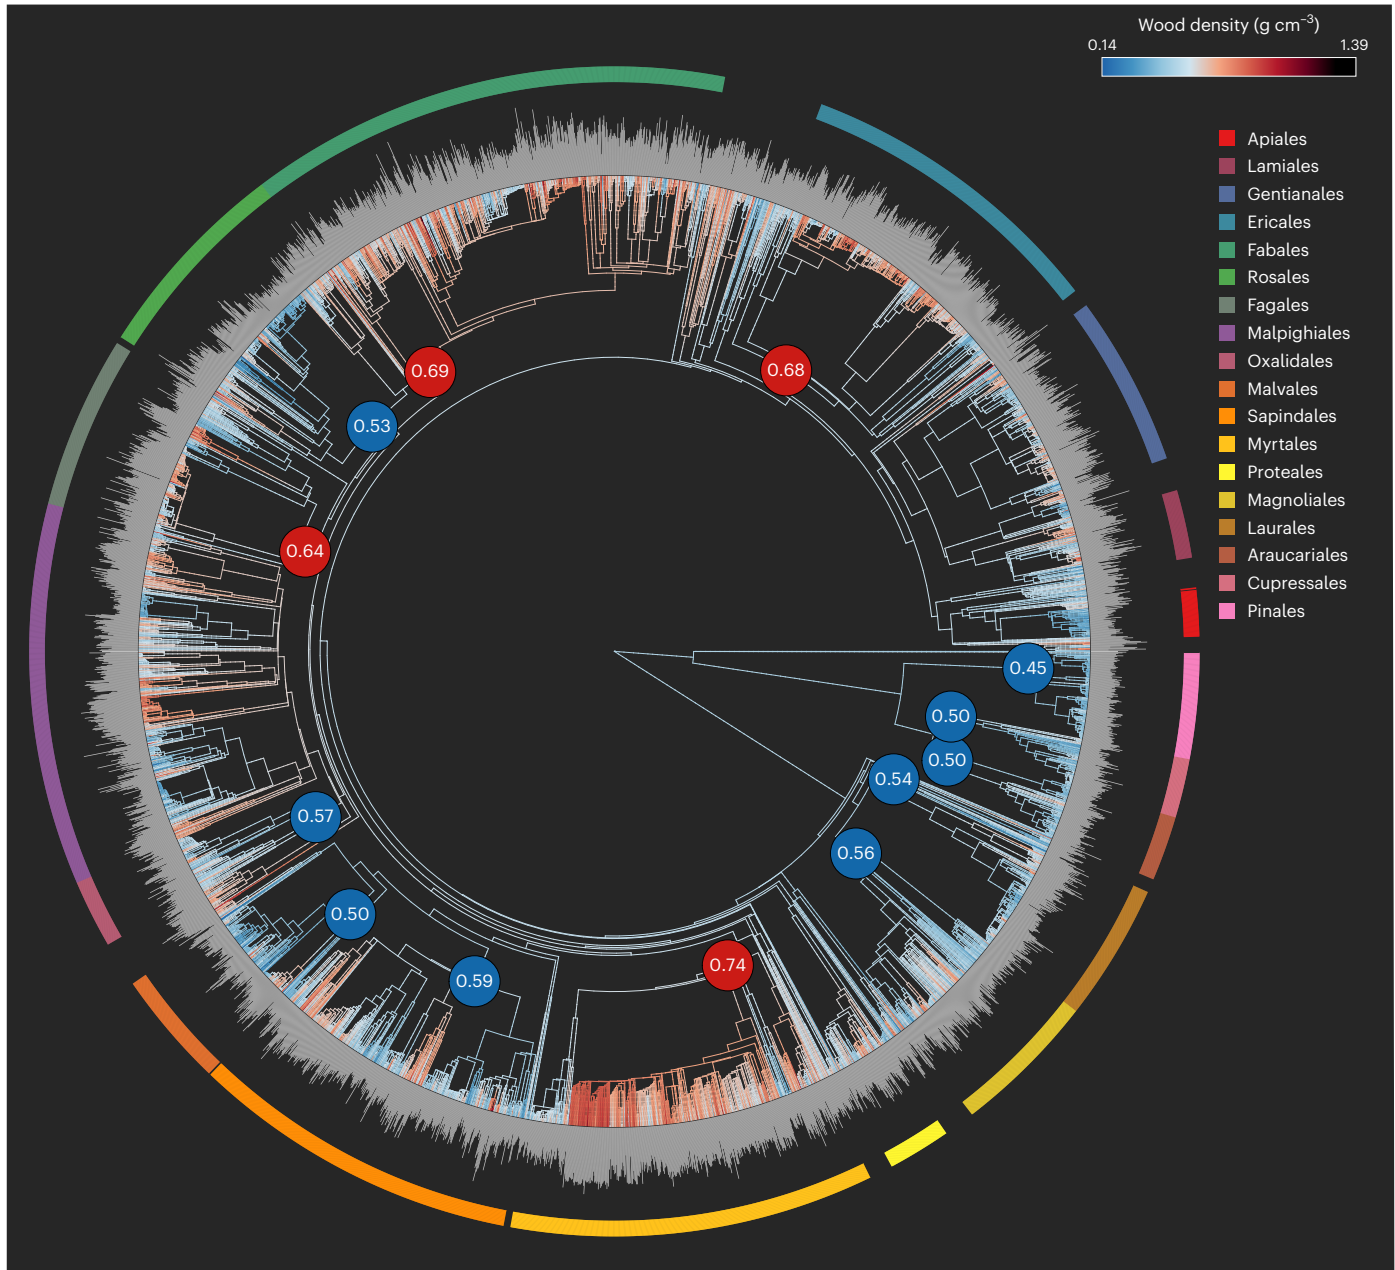 Wood density (g cm⁻³)
0.14 1.39
Apiales
Lamiales
Gentianales
Ericales
Fabales
Rosales
Fagales
Malpighiales
Oxalidales
Malvales
Sapindales
Myrtales
Proteales
Magnoliales
Laurales
Araucariales
Cupressales
Pinales
0.69
0.68
0.53
0.64
0.45
0.50
0.50
0.54
0.57
0.56
0.50
0.74
0.59